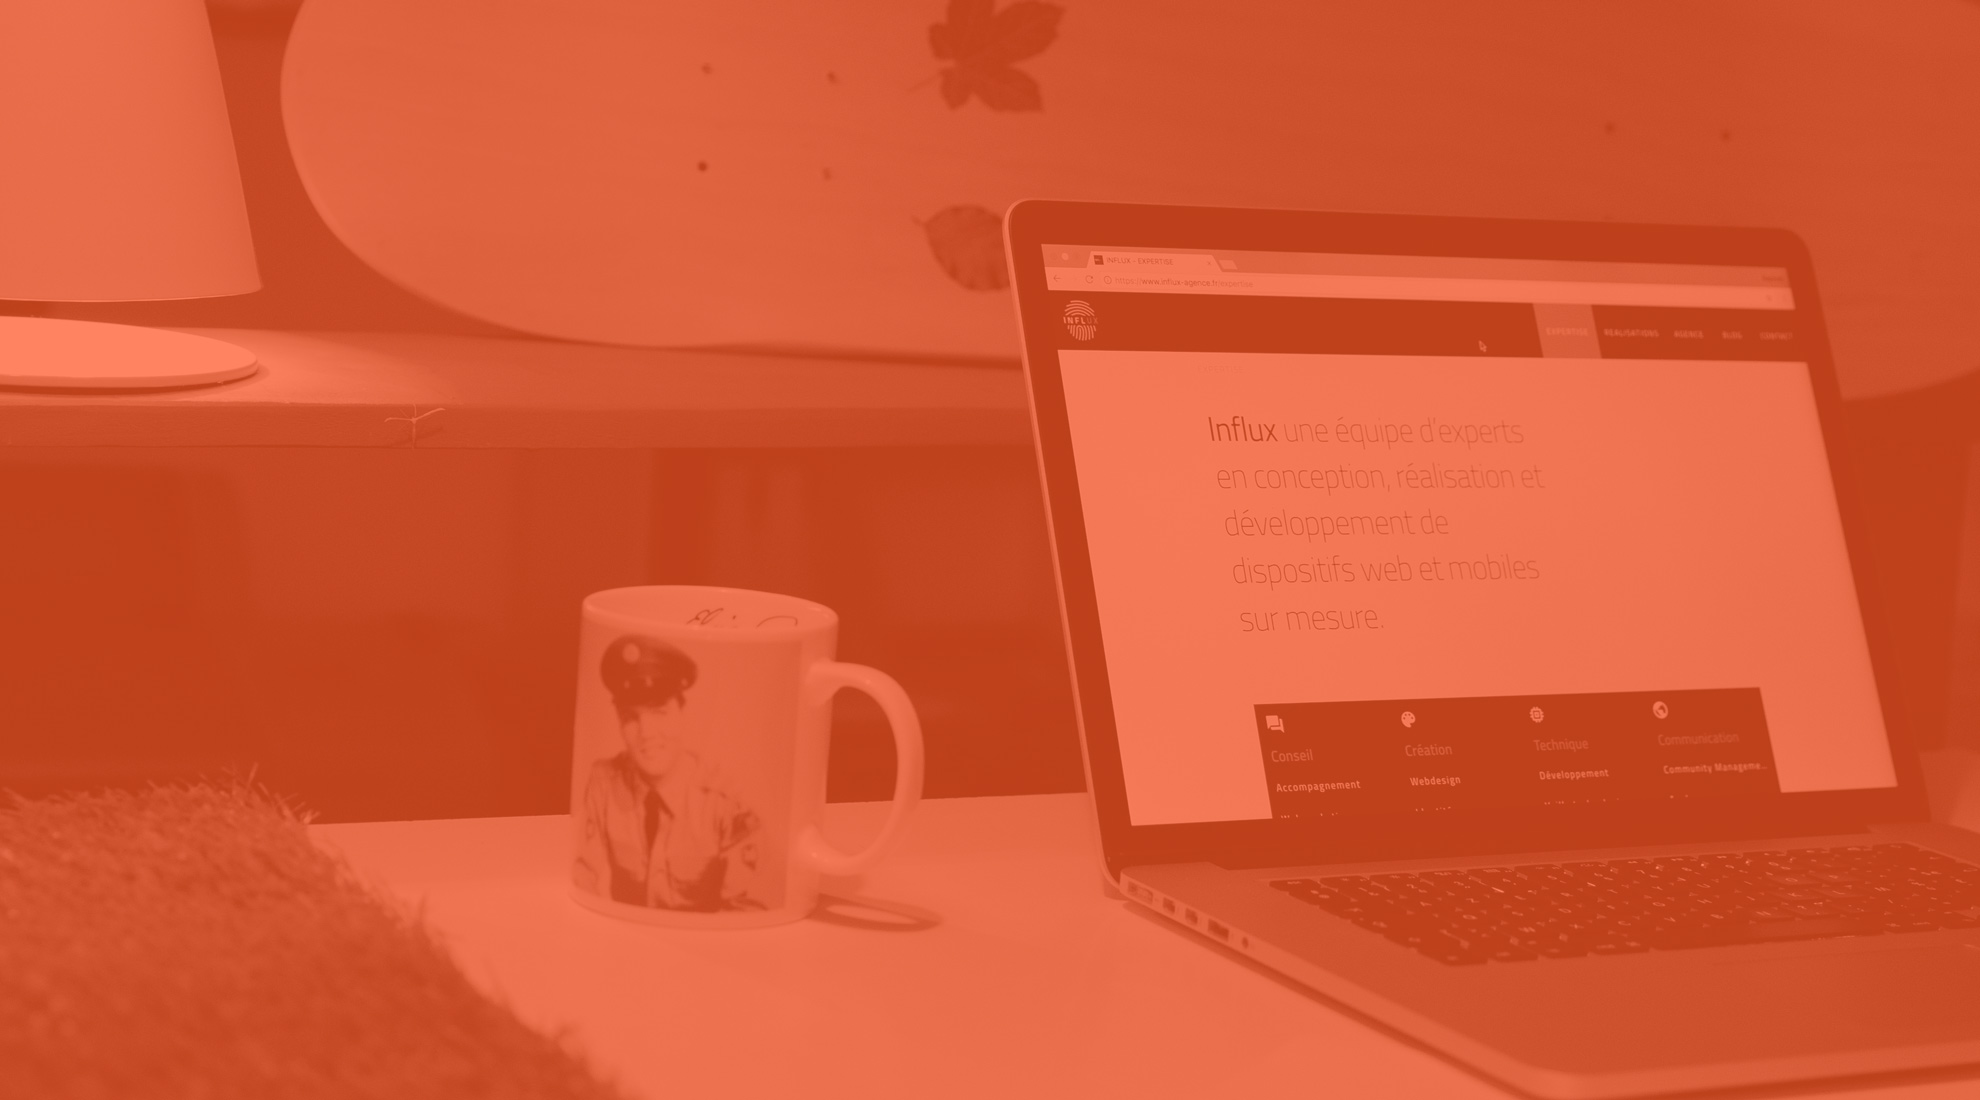 INFLUX - EXPERTISE
https://www.influx-agence.fr/expertise
INFLUX
EXPERTISE RÉALISATIONS AGENCE BLOG CONTACT
Influx une équipe d'experts
en conception, réalisation et
développement de
dispositifs web et mobiles
sur mesure.
Conseil Création Technique Communication
Accompagnement Webdesign Développement Community Manageme...